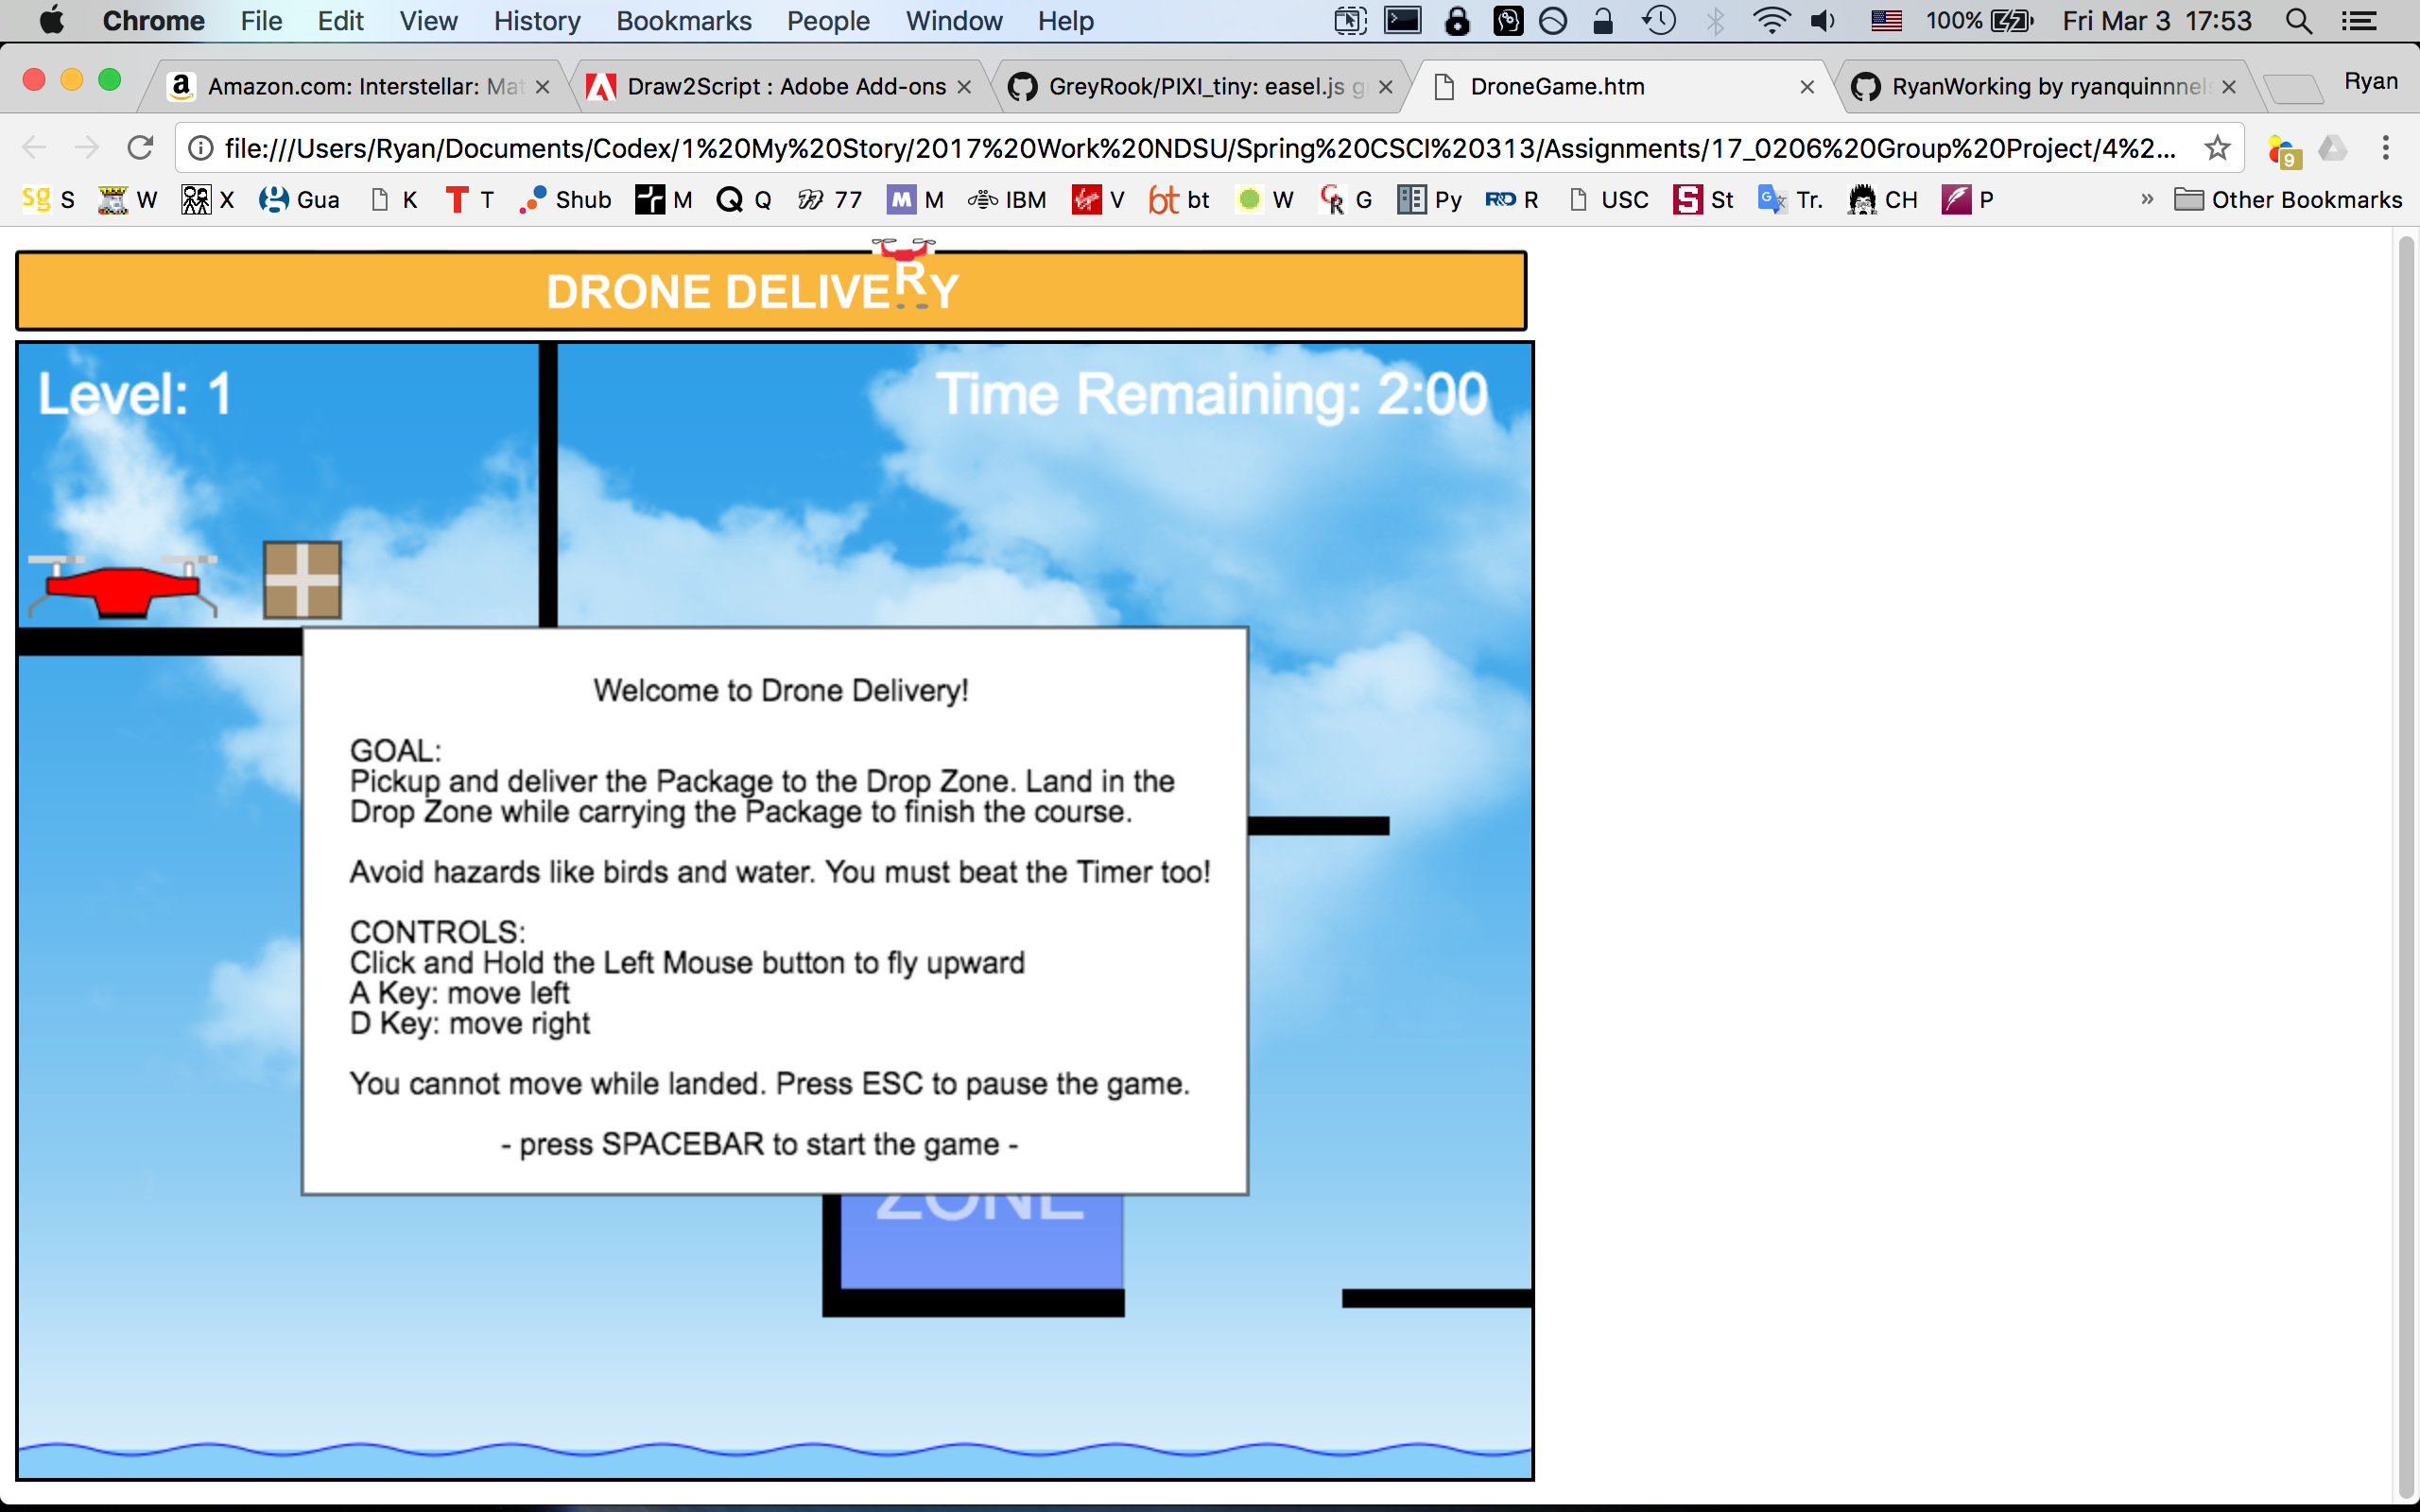 Chrome File Edit View History Bookmarks People Window Help 100% Fri Mar 3 17:53
Amazon.com: Interstellar: Mat Draw2Script : Adobe Add-ons GreyRook/PIXI_tiny: easel.js g DroneGame.htm RyanWorking by ryanquinnnels Ryan
file:///Users/Ryan/Documents/Codex/1%20My%20Story/2017%20Work%20NDSU/Spring%20CSCI%20313/Assignments/17_0206%20Group%20Project/4%2... 9
sg S W X Gua K T T Shub M Q Q 77 M M IBM V bt bt W CR G Py R&D R USC S St G Tr. CH P » Other Bookmarks
DRONE DELIVERY
Level: 1 Time Remaining: 2:00
Welcome to Drone Delivery!
GOAL:
Pickup and deliver the Package to the Drop Zone. Land in the
Drop Zone while carrying the Package to finish the course.
Avoid hazards like birds and water. You must beat the Timer too!
CONTROLS:
Click and Hold the Left Mouse button to fly upward
A Key: move left
D Key: move right
You cannot move while landed. Press ESC to pause the game.
- press SPACEBAR to start the game -
ZONE